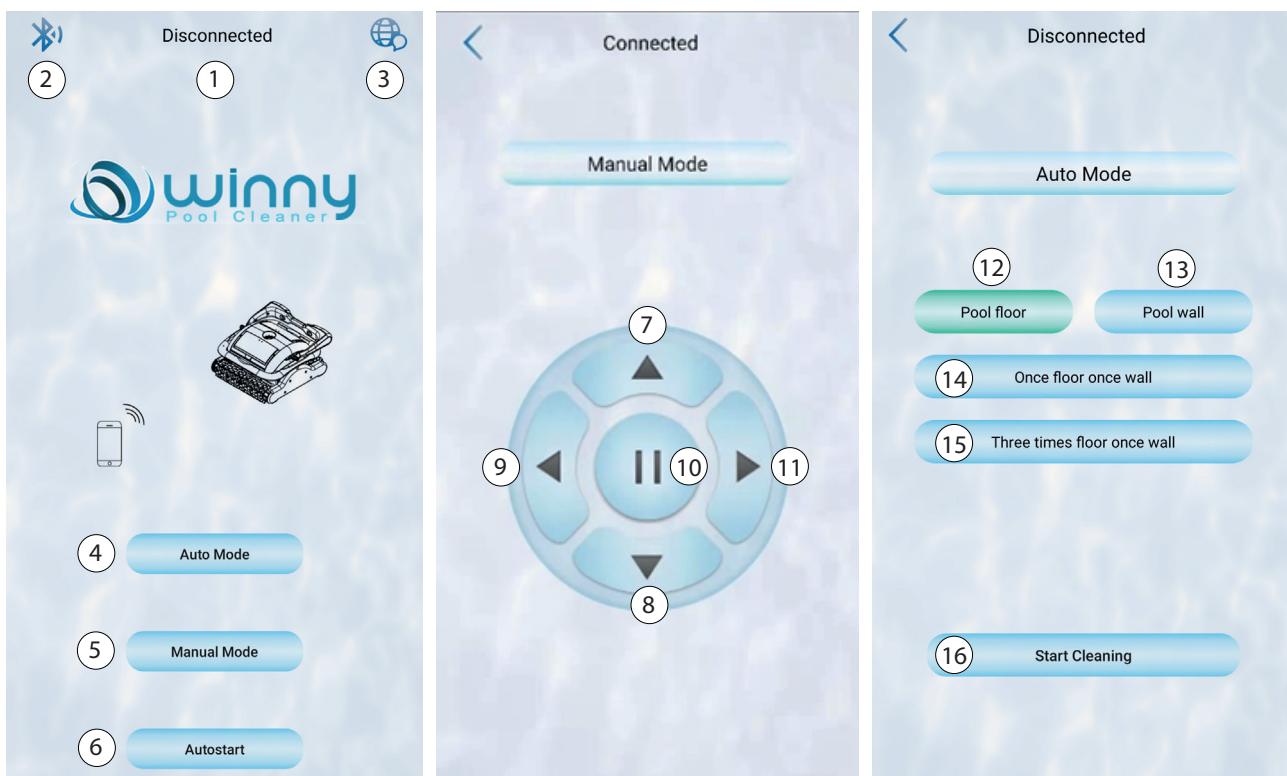 Disconnected
2
1
3
winny
Pool Cleaner
4
Auto Mode
5
Manual Mode
6
Autostart
Connected
Manual Mode
7
9
10
11
8
Disconnected
Auto Mode
12
13
Pool floor
Pool wall
14
Once floor once wall
15
Three times floor once wall
16
Start Cleaning